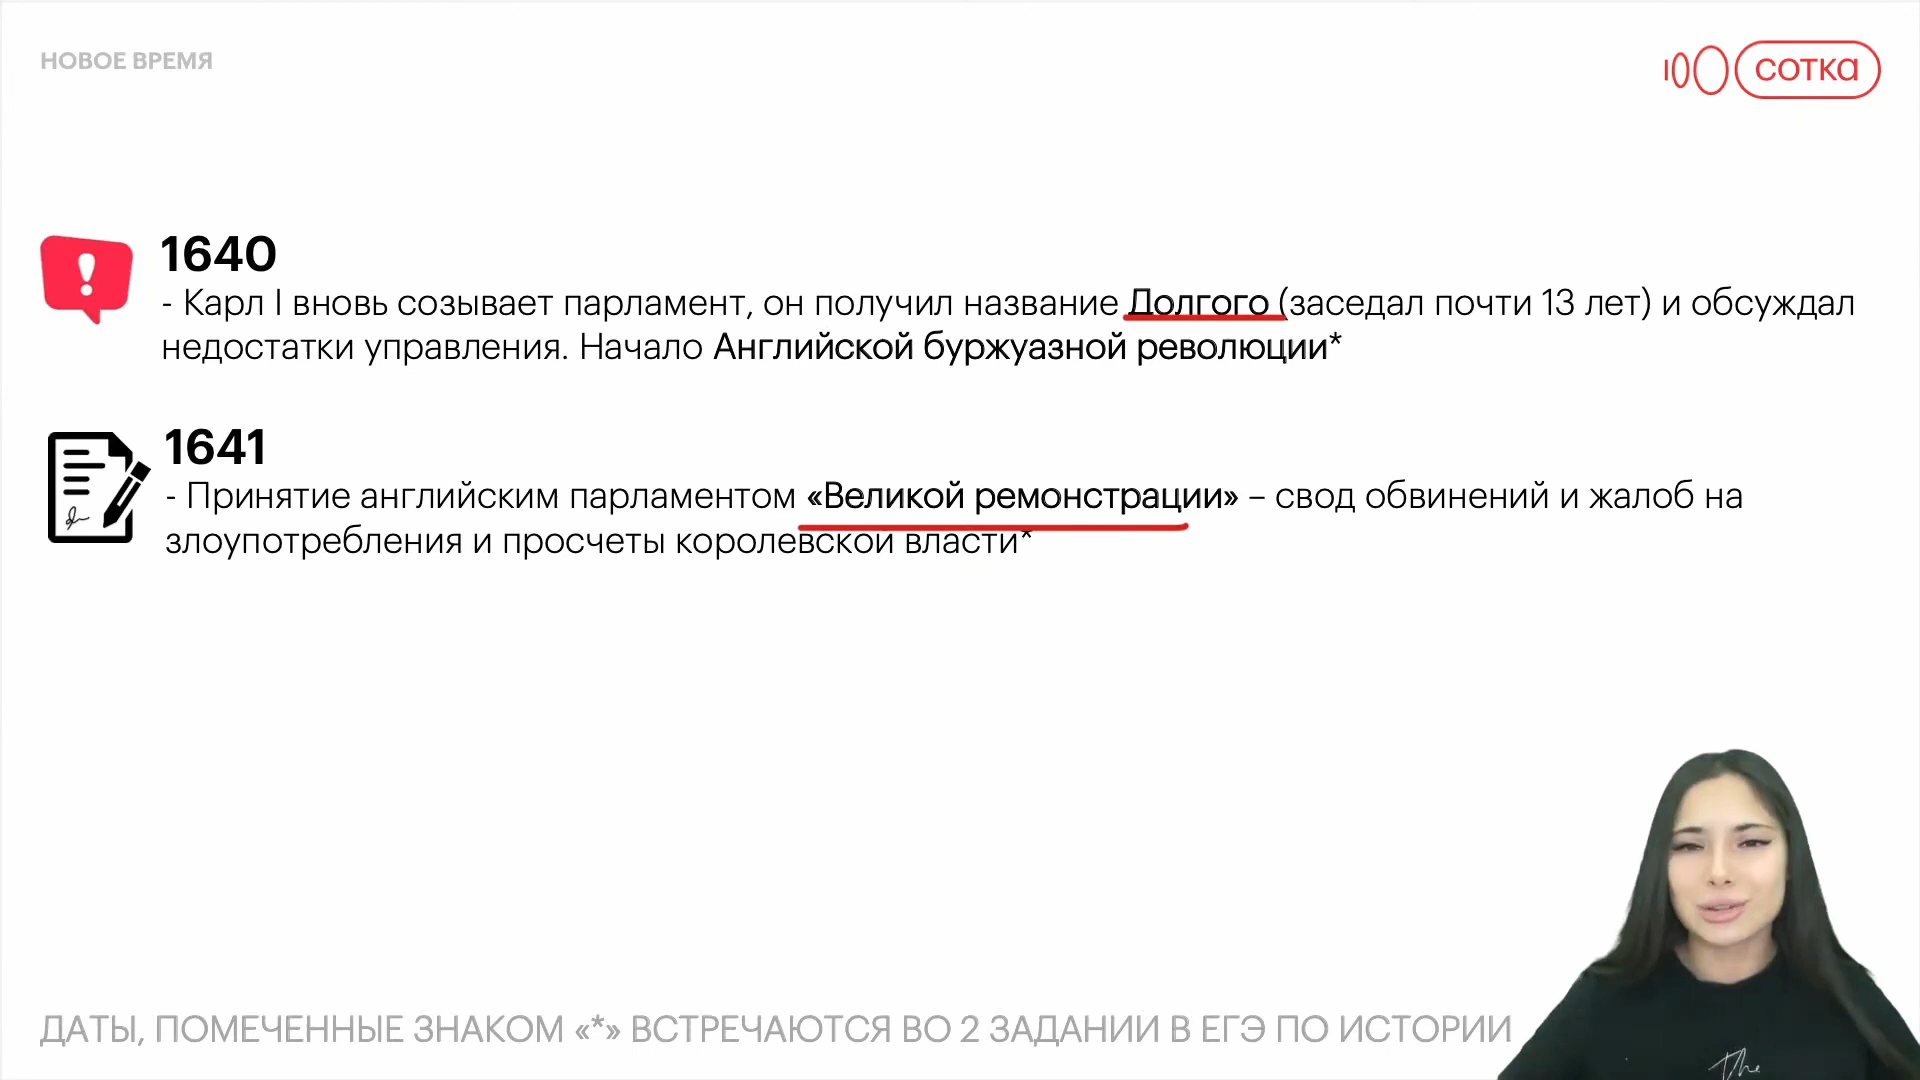 НОВОЕ ВРЕМЯ
100 сотка
1640
- Карл I вновь созывает парламент, он получил название Долгого (заседал почти 13 лет) и обсуждал
недостатки управления. Начало Английской буржуазной революции*
1641
- Принятие английским парламентом «Великой ремонстрации» – свод обвинений и жалоб на
злоупотребления и просчеты королевской власти*
ДАТЫ, ПОМЕЧЕННЫЕ ЗНАКОМ «*» ВСТРЕЧАЮТСЯ ВО 2 ЗАДАНИИ В ЕГЭ ПО ИСТОРИИ
The